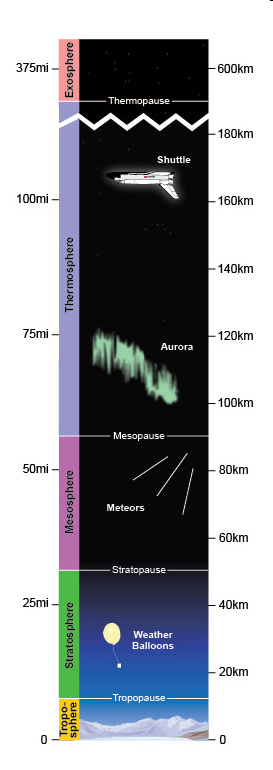 Exosphere
375mi
600km
Thermopause
180km
Shuttle
100mi
160km
Thermosphere
140km
75mi
120km
Aurora
100km
Mesopause
50mi
80km
Mesosphere
Meteors
60km
Stratopause
25mi
40km
Stratosphere
Weather
Balloons
20km
Tropopause
Tropo-
sphere
0
0